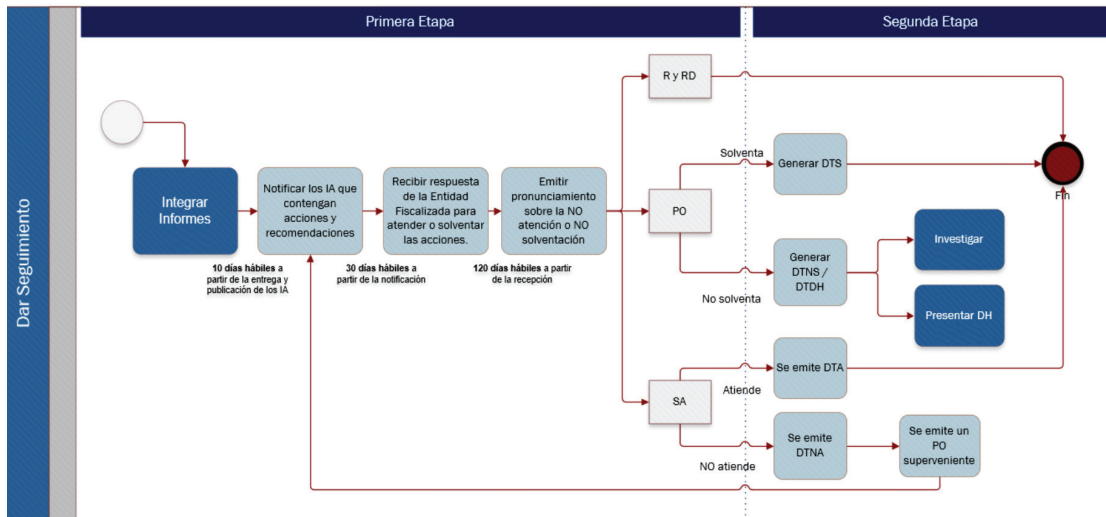 Dar Seguimiento
Primera Etapa
Segunda Etapa
Integrar
Informes
Notificar los IA que
contengan
acciones y
recomendaciones
10 días hábiles a
partir de la entrega y
publicación de los IA
Recibir respuesta
de la Entidad
Fiscalizada para
atender o solventar
las acciones.
30 días hábiles a
partir de la notificación
Emitir
pronunciamiento
sobre la NO
atención o NO
solventación
120 días hábiles a partir
de la recepción
R y RD
PO
Solventa
No solventa
SA
Atiende
NO atiende
Generar DTS
Generar
DTNS /
DTDH
Investigar
Presentar DH
Se emite DTA
Se emite
DTNA
Se emite un
PO
superveniente
Fin